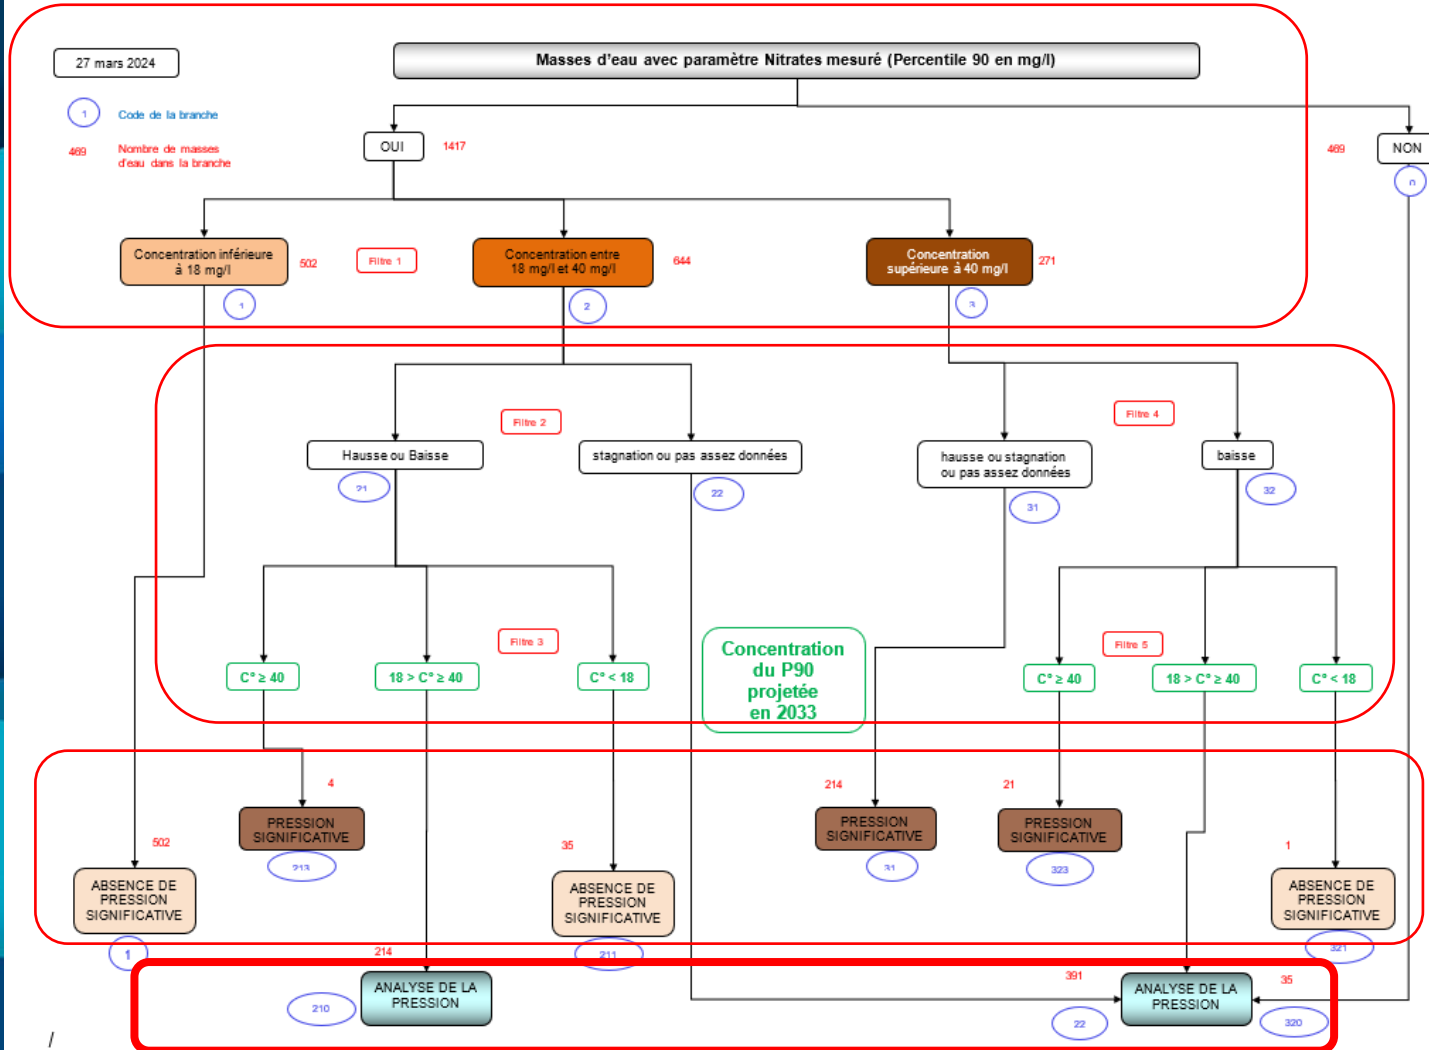 27 mars 2024
Masses d'eau avec paramètre Nitrates mesuré (Percentile 90 en mg/l)
1
Code de la branche
469
Nombre de masses
d'eau dans la branche
OUI
1417
469
NON
Concentration inférieure
à 18 mg/l
502
Filtre 1
Concentration entre
18 mg/l et 40 mg/l
644
Concentration
supérieure à 40 mg/l
271
1
2
3
Filtre 2
Filtre 4
Hausse ou Baisse
stagnation ou pas assez données
hausse ou stagnation
ou pas assez données
baisse
21
22
31
32
Filtre 3
Filtre 5
Concentration
du P90
projetée
en 2033
C° ≥ 40
18 > C° ≥ 40
C° < 18
C° ≥ 40
18 > C° ≥ 40
C° < 18
4
214
21
PRESSION
SIGNIFICATIVE
PRESSION
SIGNIFICATIVE
PRESSION
SIGNIFICATIVE
502
35
1
213
31
323
ABSENCE DE
PRESSION
SIGNIFICATIVE
ABSENCE DE
PRESSION
SIGNIFICATIVE
ABSENCE DE
PRESSION
SIGNIFICATIVE
1
211
321
214
391
35
ANALYSE DE LA
PRESSION
ANALYSE DE LA
PRESSION
210
22
320
/